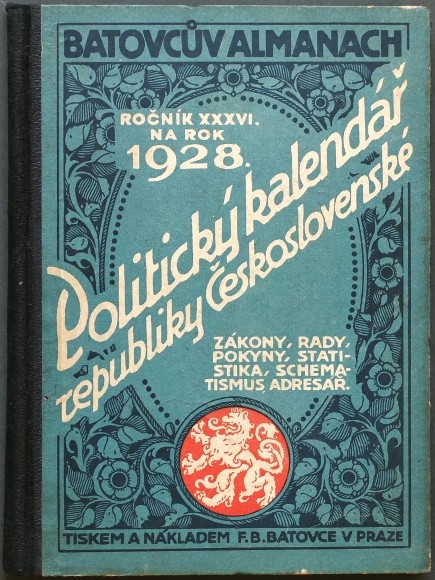 BATOVCŮV ALMANACH
ROČNÍK XXXVI.
NA ROK
1928.
Politický kalendář
republiky Československé
ZÁKONY, RADY,
POKYNY, STATI-
STIKA, SCHEMA-
TISMUS, ADRESÁŘ.
TISKEM A NÁKLADEM F.B.BATOVCE V PRAZE